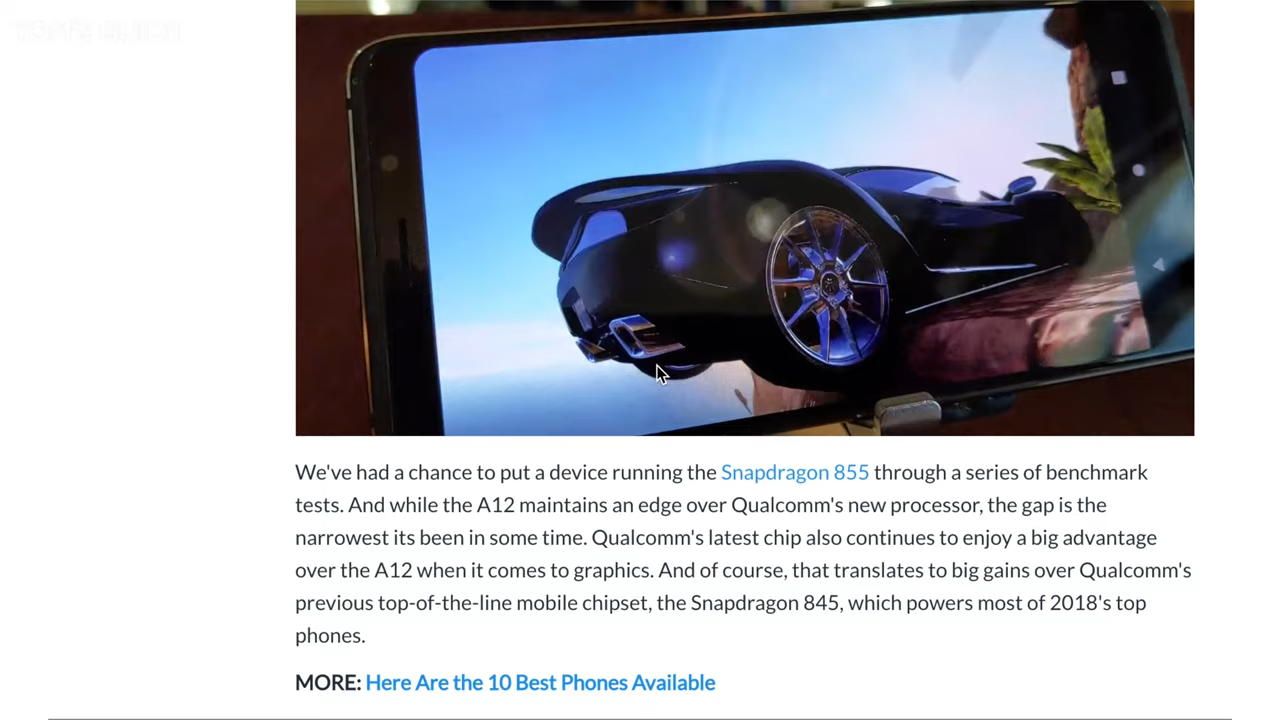 We've had a chance to put a device running the Snapdragon 855 through a series of benchmark
tests. And while the A12 maintains an edge over Qualcomm's new processor, the gap is the
narrowest its been in some time. Qualcomm's latest chip also continues to enjoy a big advantage
over the A12 when it comes to graphics. And of course, that translates to big gains over Qualcomm's
previous top-of-the-line mobile chipset, the Snapdragon 845, which powers most of 2018's top
phones.
MORE: Here Are the 10 Best Phones Available